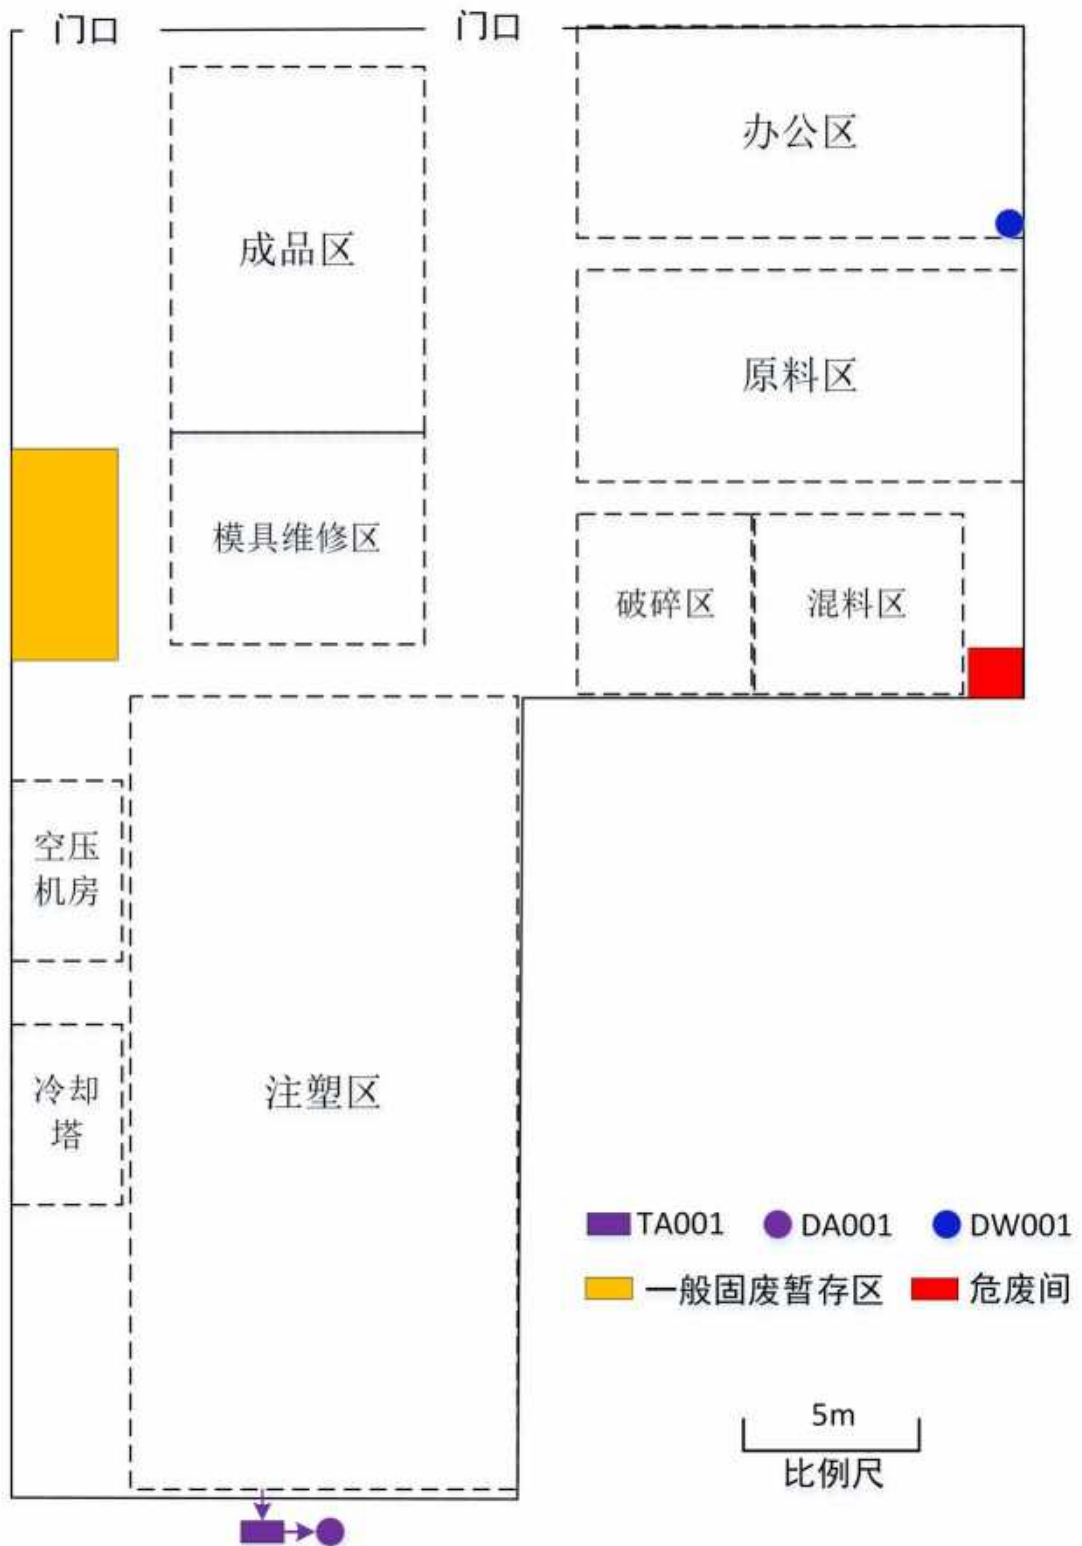 门口
门口
办公区
成品区
原料区
模具维修区
破碎区
混料区
空压
机房
冷却
塔
注塑区
TA001
DA001
DW001
一般固废暂存区
危废间
5m
比例尺